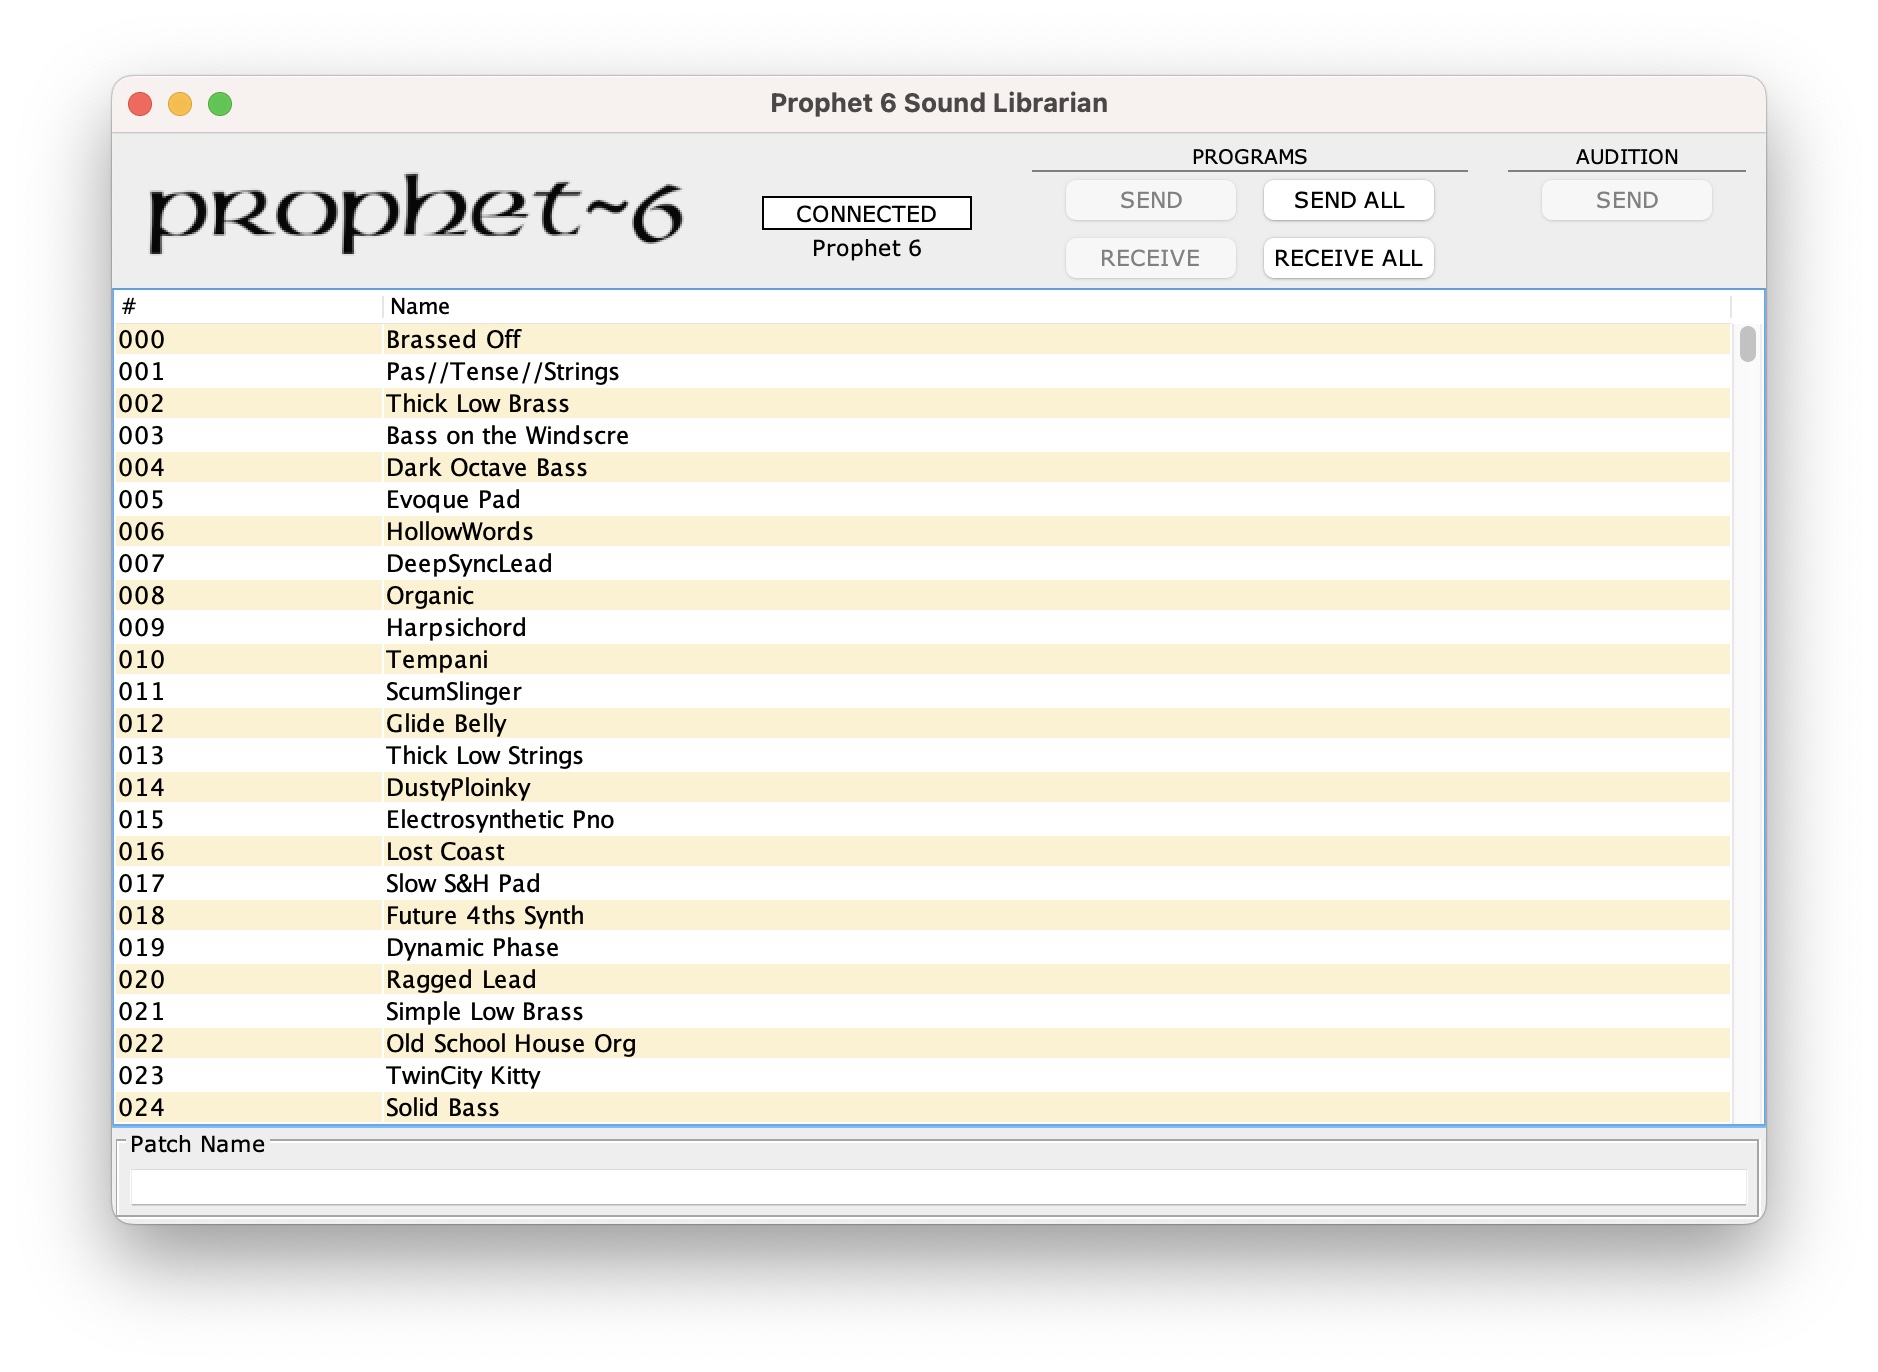 Prophet 6 Sound Librarian
prophet~6
CONNECTED
Prophet 6
PROGRAMS
SEND
SEND ALL
RECEIVE
RECEIVE ALL
AUDITION
SEND
# Name
000 Brassed Off
001 Pas//Tense//Strings
002 Thick Low Brass
003 Bass on the Windscre
004 Dark Octave Bass
005 Evoque Pad
006 HollowWords
007 DeepSyncLead
008 Organic
009 Harpsichord
010 Tempani
011 ScumSlinger
012 Glide Belly
013 Thick Low Strings
014 DustyPloinky
015 Electrosynthetic Pno
016 Lost Coast
017 Slow S&H Pad
018 Future 4ths Synth
019 Dynamic Phase
020 Ragged Lead
021 Simple Low Brass
022 Old School House Org
023 TwinCity Kitty
024 Solid Bass
Patch Name